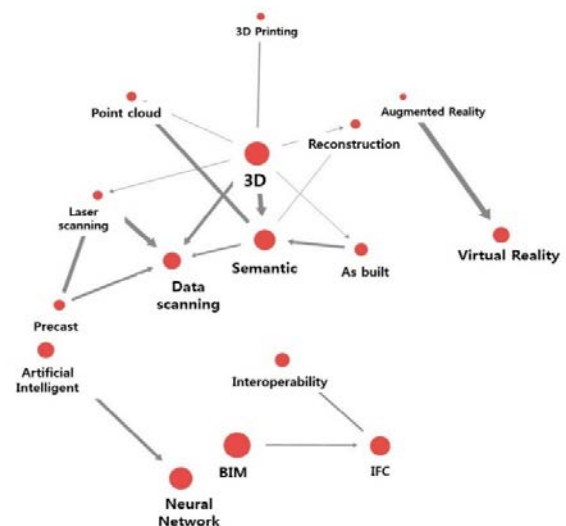 3D Printing
Point cloud
Augmented Reality
Reconstruction
3D
Laser
scanning
Semantic
As built
Virtual Reality
Data
scanning
Precast
Artificial
Intelligent
Interoperability
BIM
IFC
Neural
Network